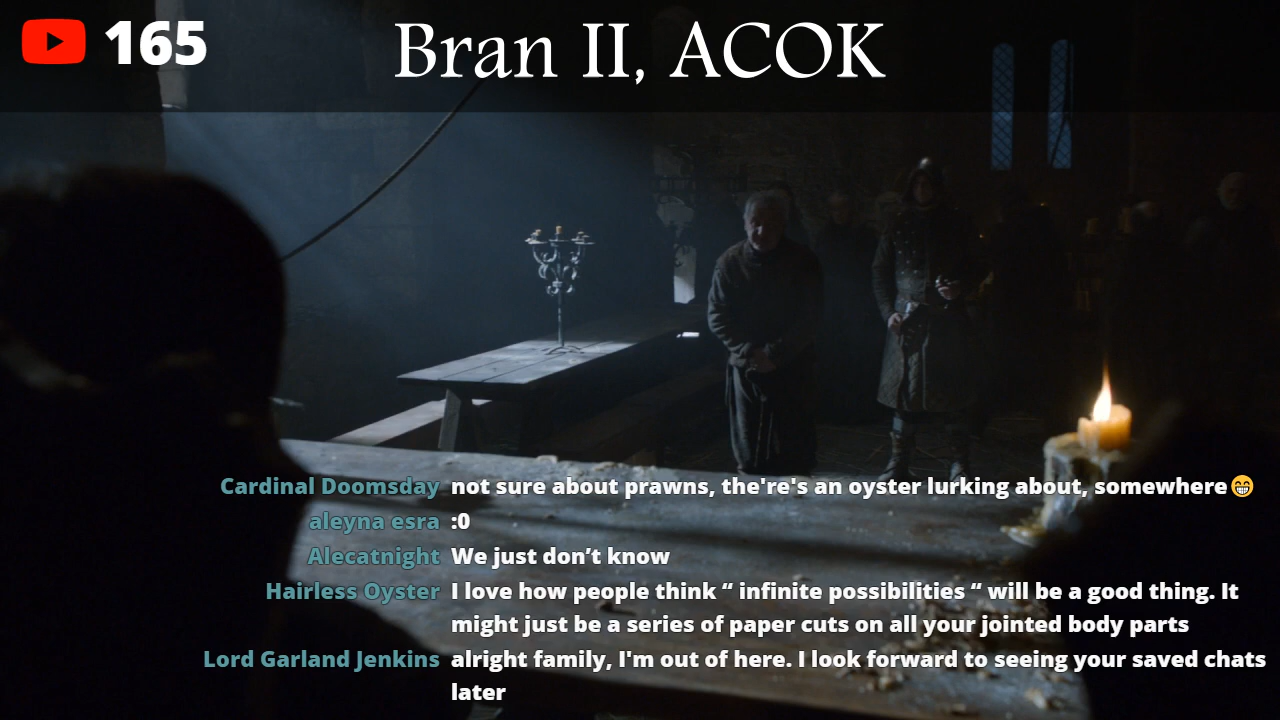 165
Bran II, ACOK
Cardinal Doomsday not sure about prawns, the're's an oyster lurking about, somewhere😁
aleyna esra :0
Alecatnight We just don’t know
Hairless Oyster I love how people think “ infinite possibilities “ will be a good thing. It
might just be a series of paper cuts on all your jointed body parts
Lord Garland Jenkins alright family, I'm out of here. I look forward to seeing your saved chats
later